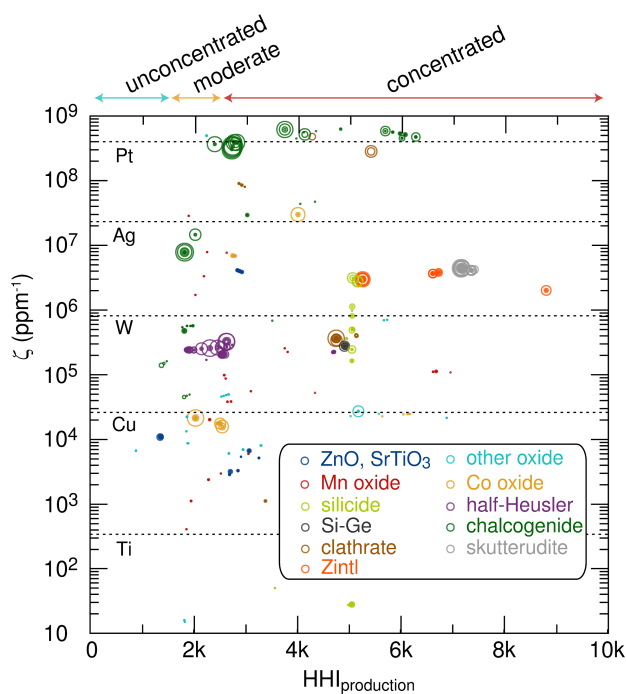 unconcentrated
moderate
concentrated
10⁹
Pt
10⁸
Ag
10⁷
ζ (ppm⁻¹)
10⁶
W
10⁵
Cu
10⁴
ZnO, SrTiO₃
other oxide
Mn oxide
Co oxide
silicide
half-Heusler
Si-Ge
chalcogenide
clathrate
skutterudite
Zintl
10³
Ti
10²
10
0
2k
4k
6k
8k
10k
HHIproduction